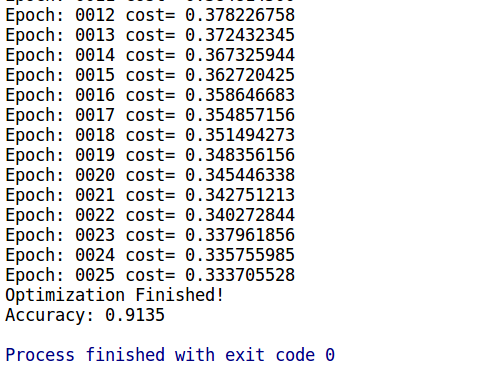 Epoch: 0012 cost= 0.378226758
Epoch: 0013 cost= 0.372432345
Epoch: 0014 cost= 0.367325944
Epoch: 0015 cost= 0.362720425
Epoch: 0016 cost= 0.358646683
Epoch: 0017 cost= 0.354857156
Epoch: 0018 cost= 0.351494273
Epoch: 0019 cost= 0.348356156
Epoch: 0020 cost= 0.345446338
Epoch: 0021 cost= 0.342751213
Epoch: 0022 cost= 0.340272844
Epoch: 0023 cost= 0.337961856
Epoch: 0024 cost= 0.335755985
Epoch: 0025 cost= 0.333705528
Optimization Finished!
Accuracy: 0.9135
Process finished with exit code 0